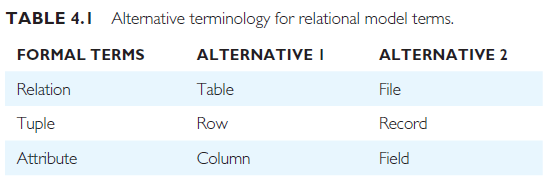 TABLE 4.1 Alternative terminology for relational model terms.
FORMAL TERMS ALTERNATIVE 1 ALTERNATIVE 2
Relation Table File
Tuple Row Record
Attribute Column Field